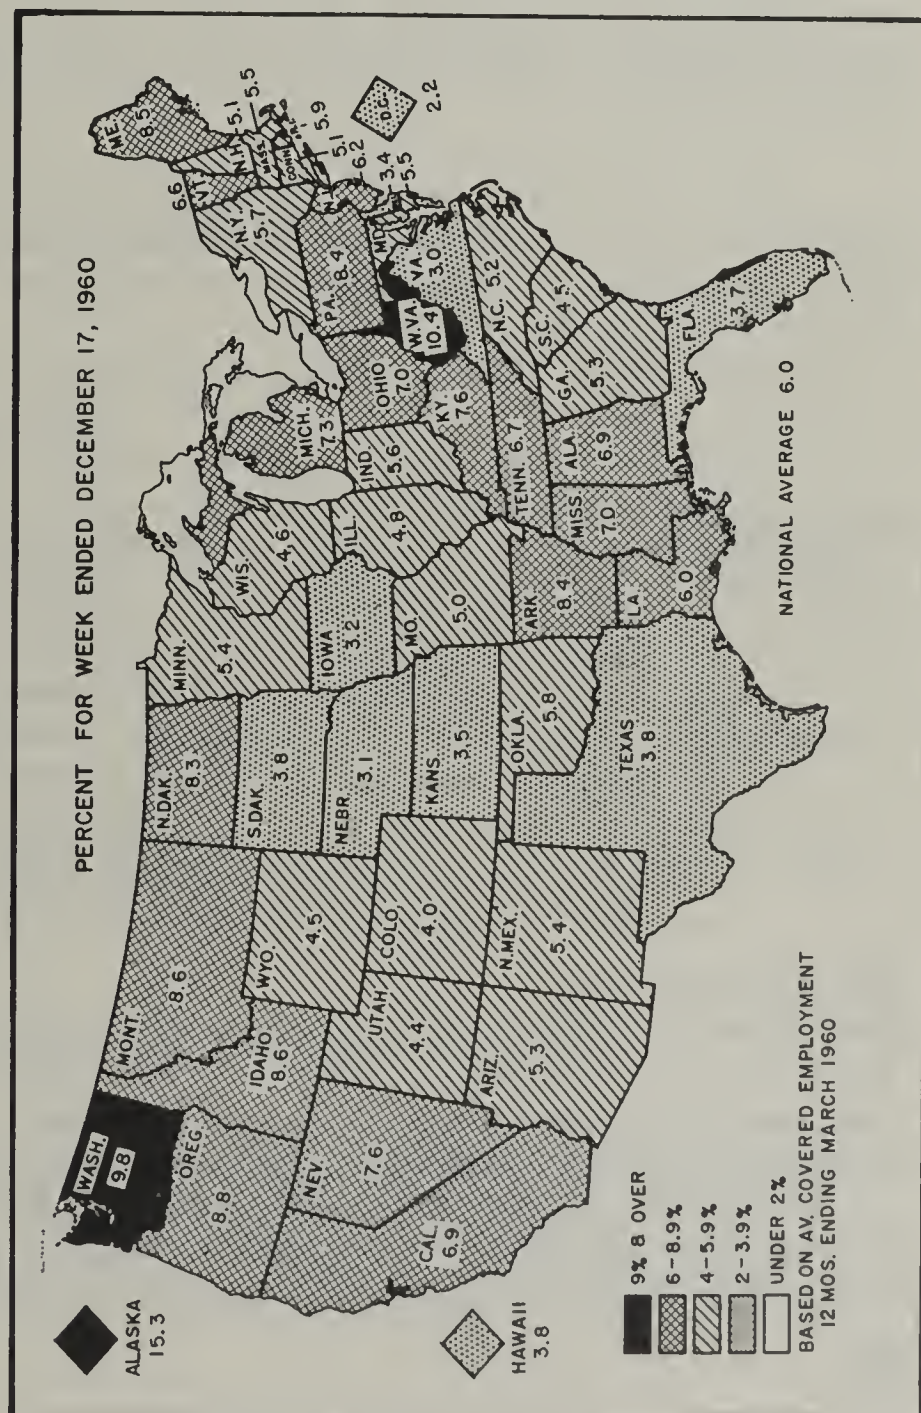 PERCENT FOR WEEK ENDED DECEMBER 17, 1960
WASH.
9.8
OREG.
8.8
CAL.
6.9
NEV.
7.6
IDAHO
8.6
MONT.
8.6
WYO.
4.5
UTAH
4.4
COLO.
4.0
ARIZ.
5.3
N.MEX.
5.4
N.DAK.
8.3
S.DAK.
3.8
NEBR.
3.1
KANS.
3.5
OKLA.
5.8
TEXAS
3.8
MINN.
5.4
IOWA
3.2
MO.
5.0
ARK.
8.4
LA.
6.0
WIS.
4.6
ILL.
4.8
MICH.
7.3
IND.
5.6
OHIO
7.0
KY.
7.6
TENN. 6.7
MISS.
7.0
ALA.
6.9
GA.
5.3
FLA.
3.7
S.C.
4.5
N.C. 5.2
VA.
3.0
W.VA.
10.4
PA.
8.4
N.Y.
5.7
VT.
6.6
N.H.
5.1
ME.
8.5
MASS.
5.5
R.I.
5.9
CONN.
5.1
N.J.
6.2
3.4
MD.
5.5
D.C.
2.2
ALASKA
15.3
HAWAII
3.8
NATIONAL AVERAGE 6.0
9% 8 OVER
6-8.9%
4-5.9%
2-3.9%
UNDER 2%
BASED ON AV. COVERED EMPLOYMENT
12 MOS. ENDING MARCH 1960